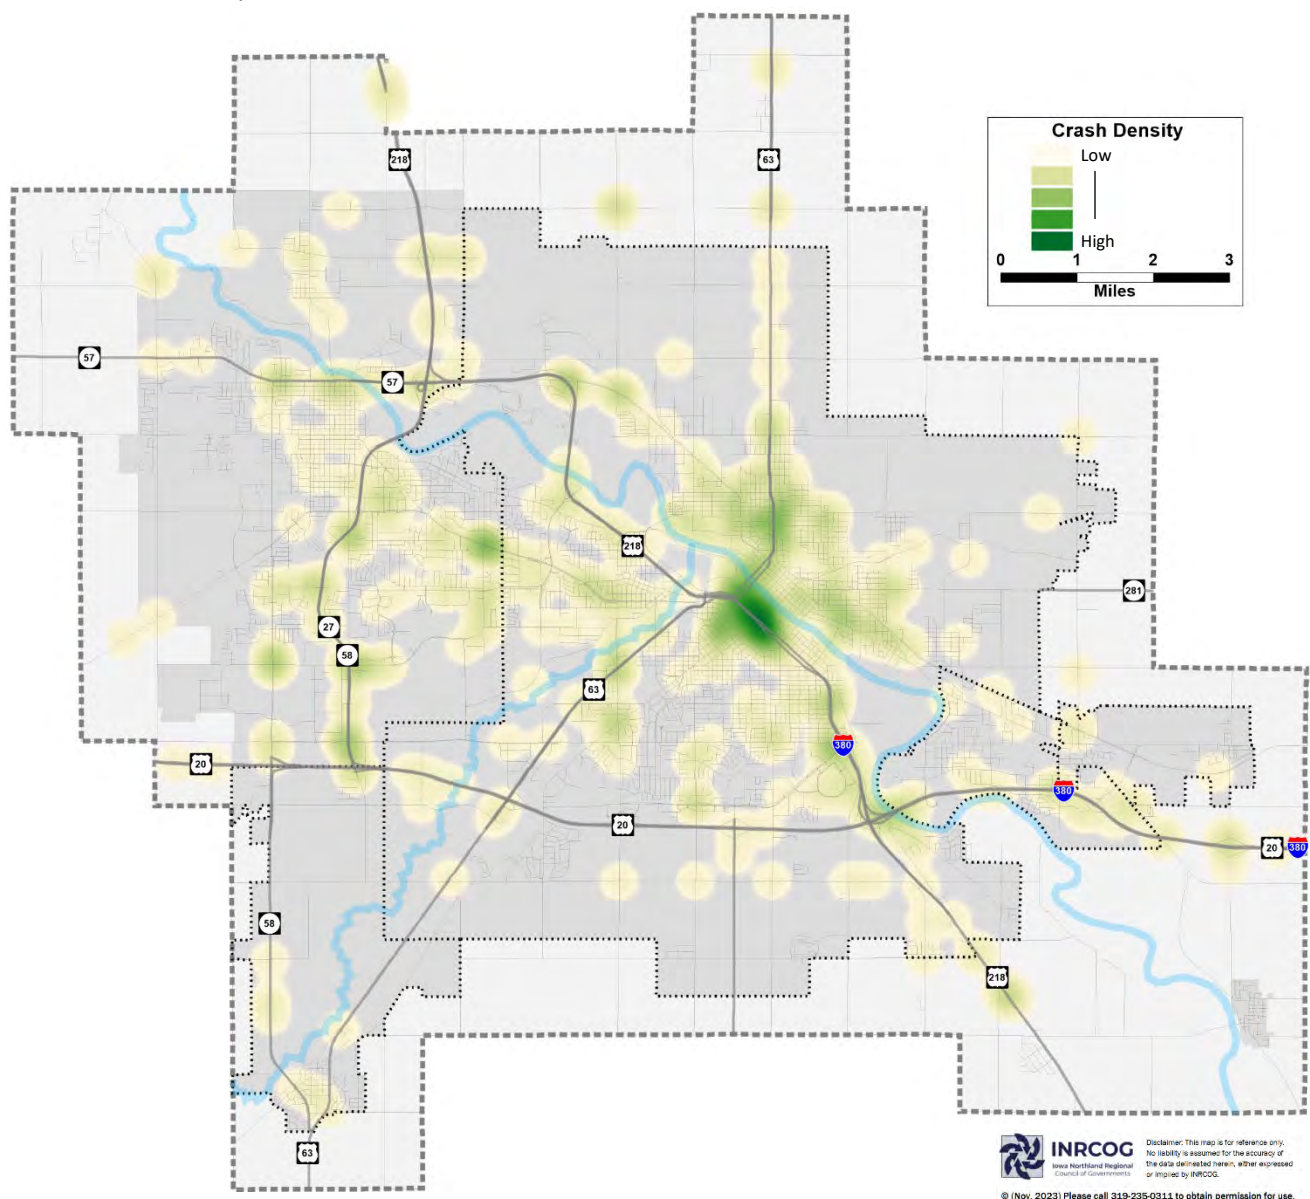 218
63
Crash Density
Low
High
0 1 2 3
Miles
57
57
218
281
27
58
63
380
20
380
20
20 380
58
218
63
INRCOG
Iowa Northland Regional
Council of Governments
Disclaimer: This map is for reference only.
No liability is assumed for the accuracy of
the data delineated herein, either expressed
or implied by INRCOG.
© (Nov. 2023) Please call 319-235-0311 to obtain permission for use.